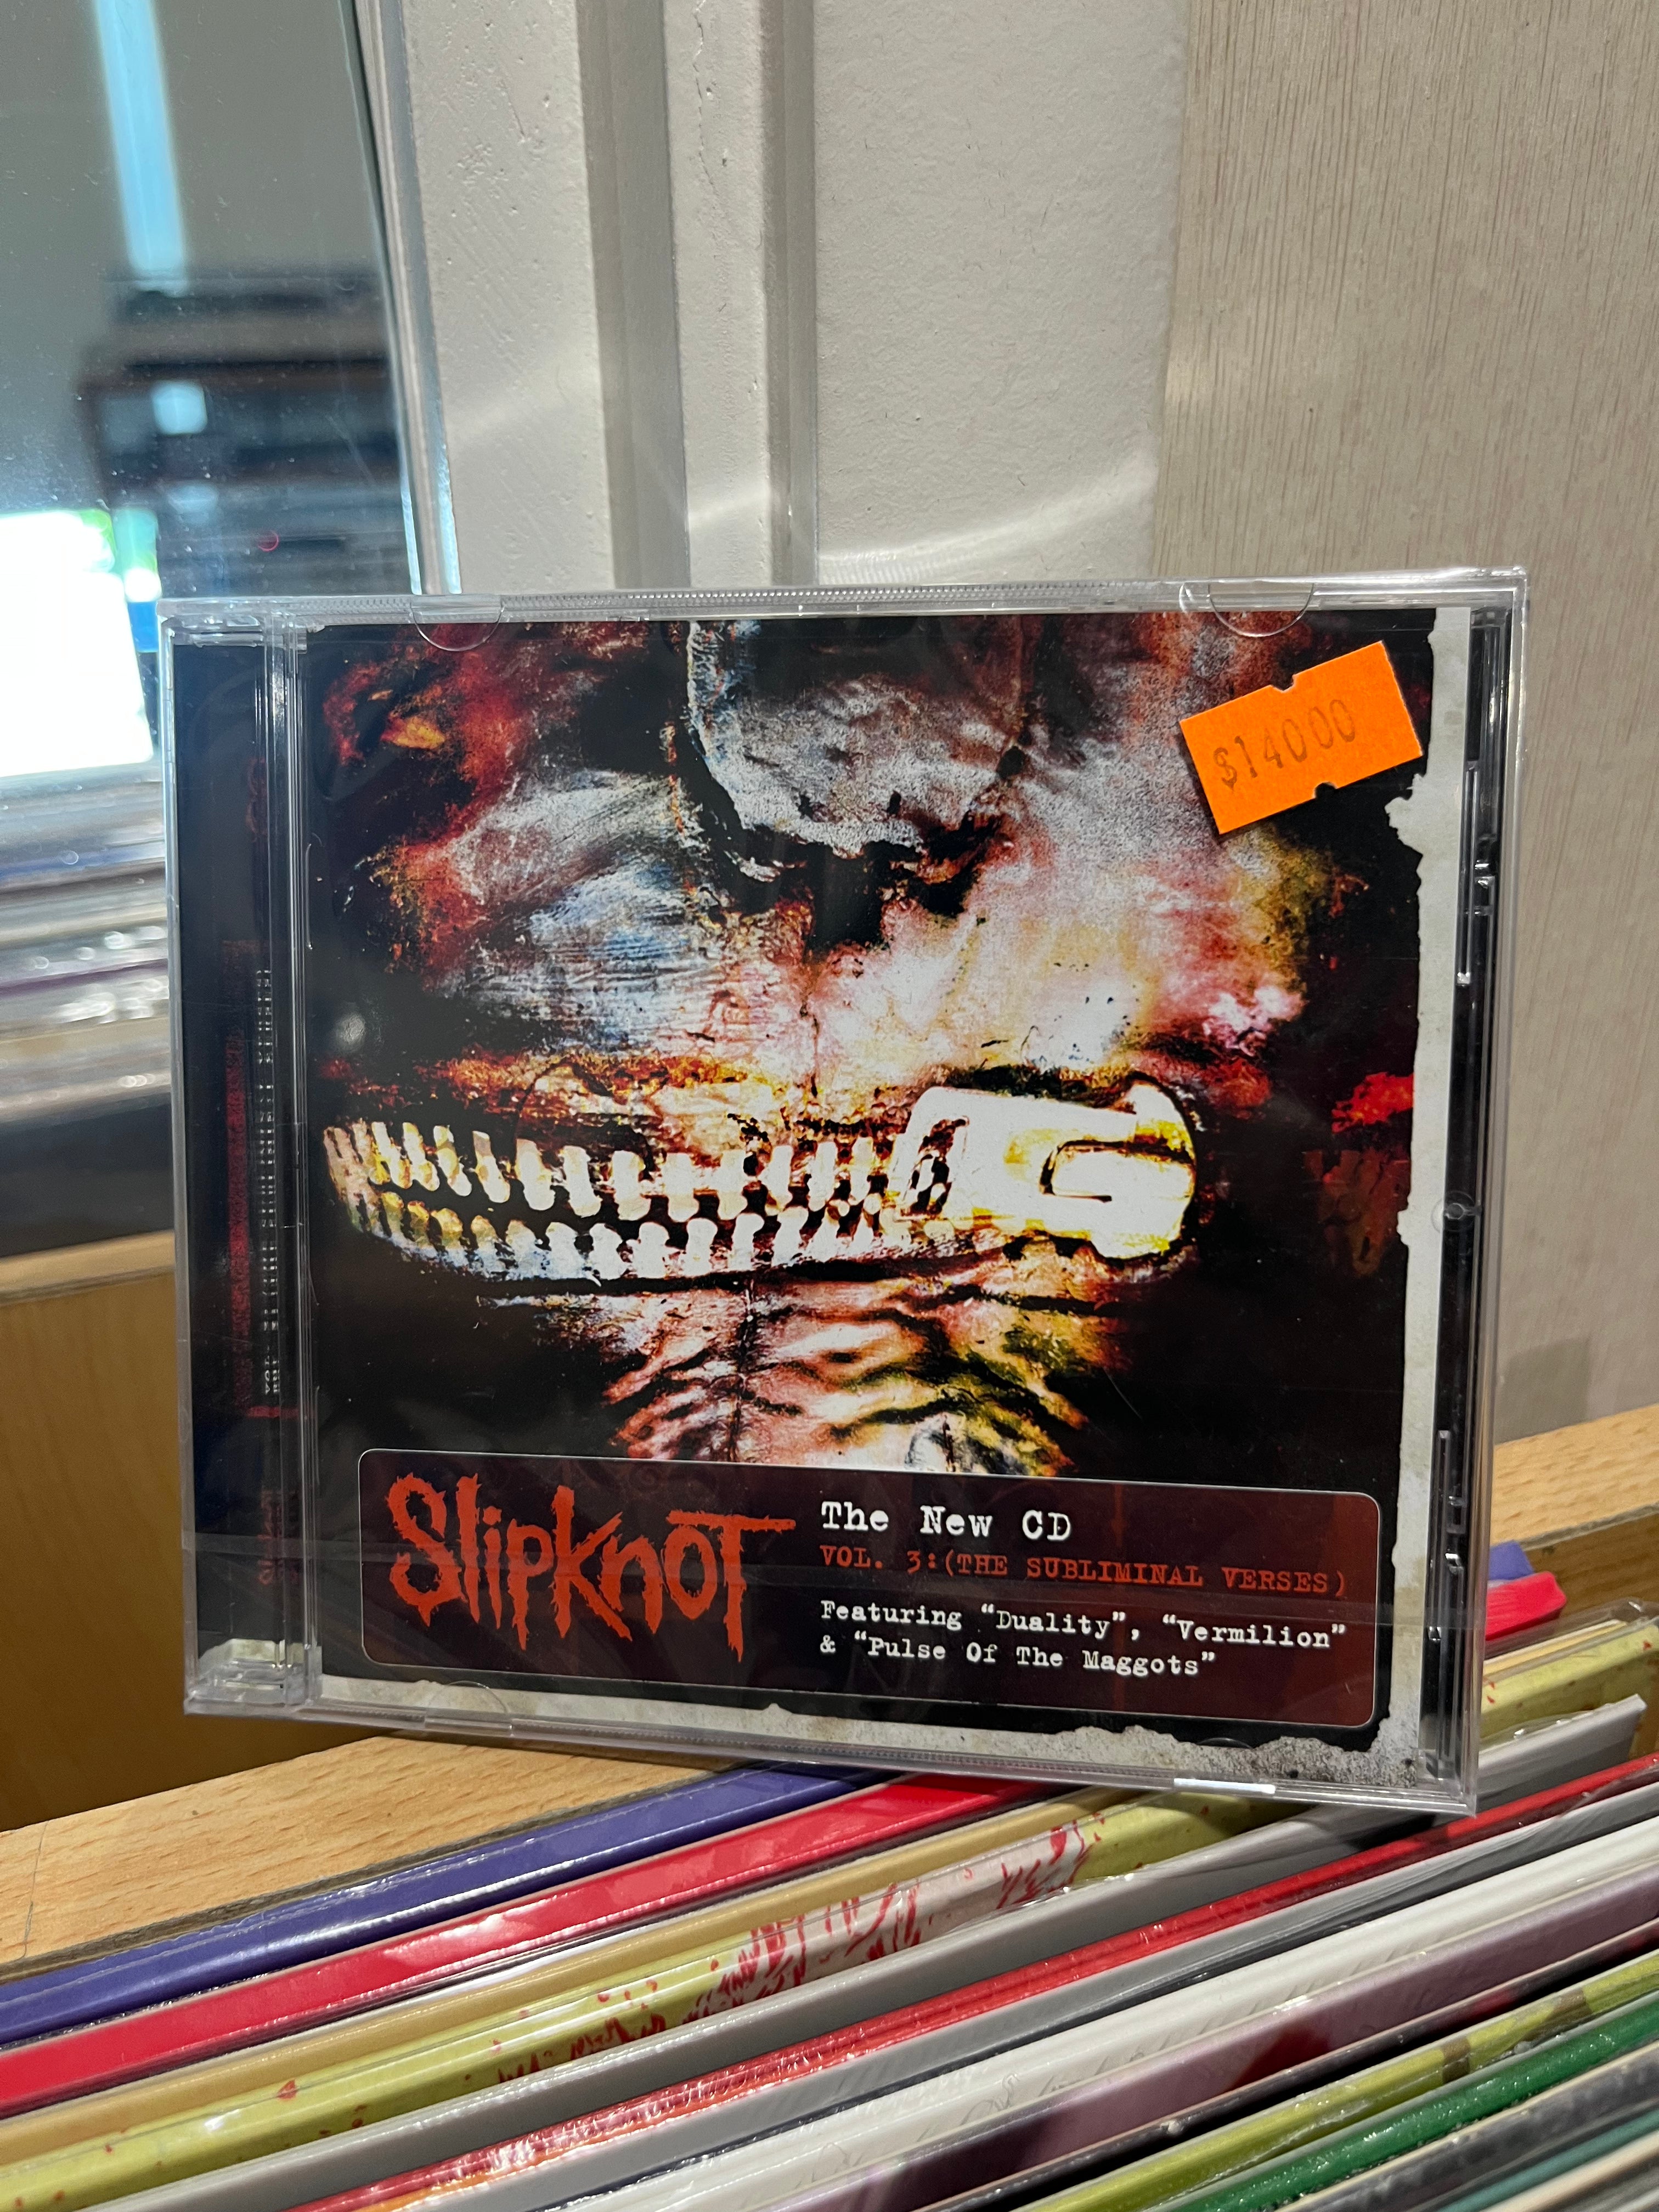 $14000
SlipknoT
The New CD
VOL. 3:(THE SUBLIMINAL VERSES)
Featuring “Duality”, “Vermilion”
& “Pulse Of The Maggots”